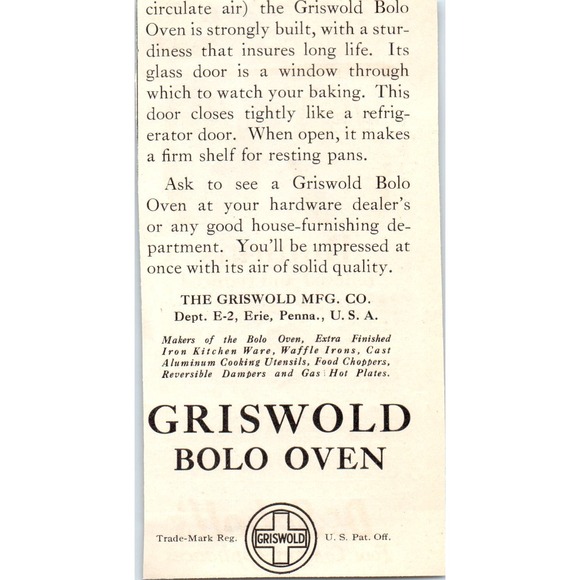 circulate air) the Griswold Bolo
Oven is strongly built, with a stur-
diness that insures long life. Its
glass door is a window through
which to watch your baking. This
door closes tightly like a refrig-
erator door. When open, it makes
a firm shelf for resting pans.
Ask to see a Griswold Bolo
Oven at your hardware dealer's
or any good house-furnishing de-
partment. You'll be impressed at
once with its air of solid quality.
THE GRISWOLD MFG. CO.
Dept. E-2, Erie, Penna., U. S. A.
Makers of the Bolo Oven, Extra Finished
Iron Kitchen Ware, Waffle Irons, Cast
Aluminum Cooking Utensils, Food Choppers,
Reversible Dampers and Gas Hot Plates.
GRISWOLD
BOLO OVEN
Trade-Mark Reg. GRISWOLD U. S. Pat. Off.